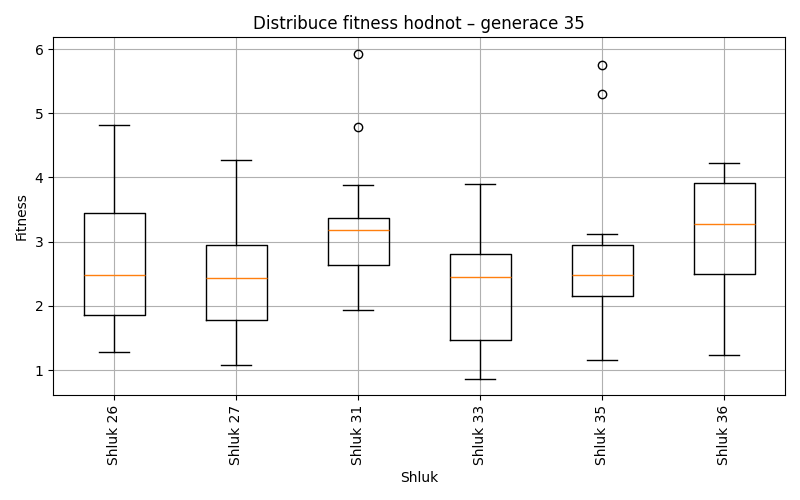 Distribuce fitness hodnot – generace 35
Fitness
6
5
4
3
2
1
Shluk 26
Shluk 27
Shluk 31
Shluk 33
Shluk 35
Shluk 36
Shluk